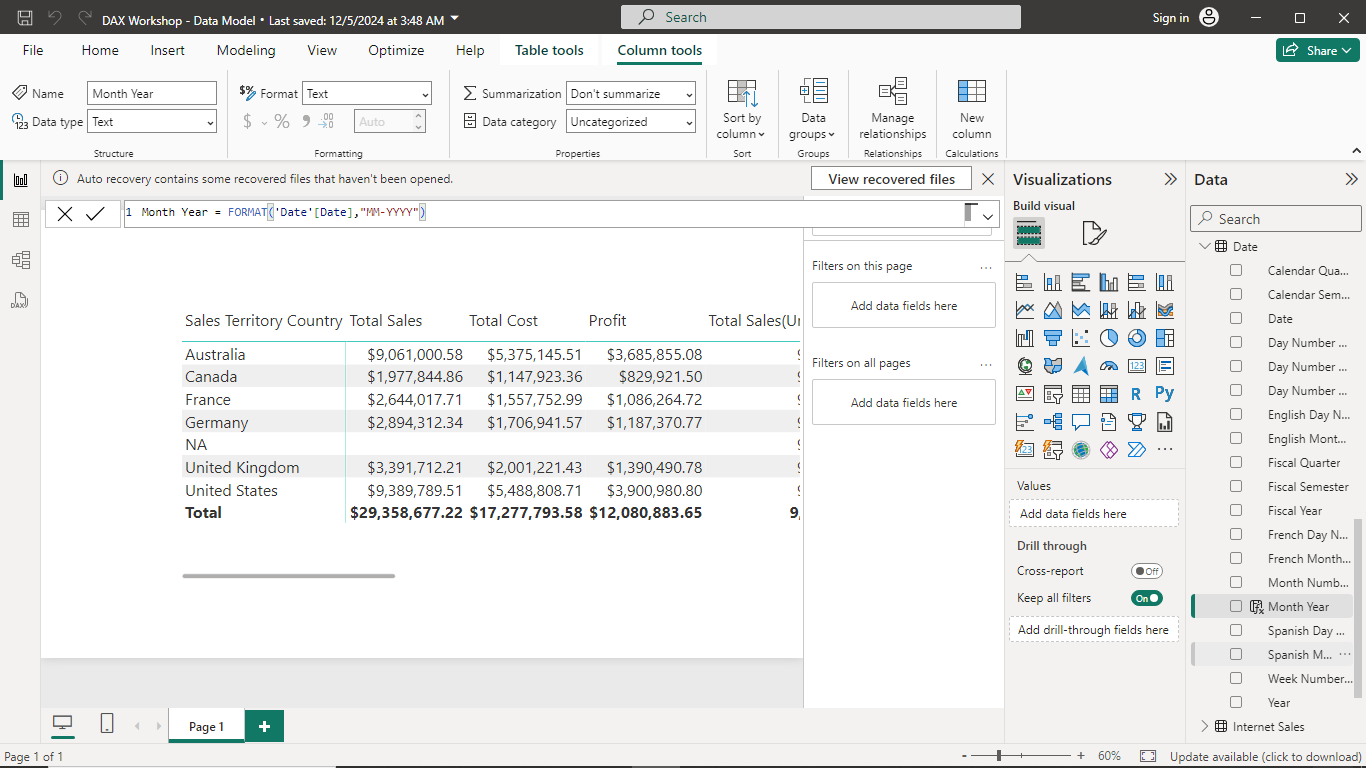 DAX Workshop - Data Model • Last saved: 12/5/2024 at 3:48 AM
Search
Sign in
File Home Insert Modeling View Optimize Help Table tools Column tools
Share
Name Month Year
$% Format Text
Summarization Don't summarize
Data type Text
$ % 9 .00 Auto
Data category Uncategorized
Sort by column
Data groups
Manage relationships
New column
Structure Formatting Properties Sort Groups Relationships Calculations
Auto recovery contains some recovered files that haven't been opened.
View recovered files
1 Month Year = FORMAT('Date'[Date],"MM-YYYY")
Sales Territory Country Total Sales Total Cost Profit Total Sales(Un
Australia $9,061,000.58 $5,375,145.51 $3,685,855.08
Canada $1,977,844.86 $1,147,923.36 $829,921.50
France $2,644,017.71 $1,557,752.99 $1,086,264.72
Germany $2,894,312.34 $1,706,941.57 $1,187,370.77
NA
United Kingdom $3,391,712.21 $2,001,221.43 $1,390,490.78
United States $9,389,789.51 $5,488,808.71 $3,900,980.80
Total $29,358,677.22 $17,277,793.58 $12,080,883.65 9,
Filters on this page ...
Add data fields here
Filters on all pages ...
Add data fields here
Visualizations
Build visual
R Py
...
Values
Add data fields here
Drill through
Cross-report Off
Keep all filters On
Add drill-through fields here
Data
Search
Date
Calendar Qua...
Calendar Sem...
Date
Day Number ...
Day Number ...
Day Number ...
English Day N...
English Mont...
Fiscal Quarter
Fiscal Semester
Fiscal Year
French Day N...
French Month...
Month Numb...
Month Year
Spanish Day ...
Spanish M... ...
Week Number...
Year
Internet Sales
Page 1 +
Page 1 of 1
- + 60%
Update available (click to download)